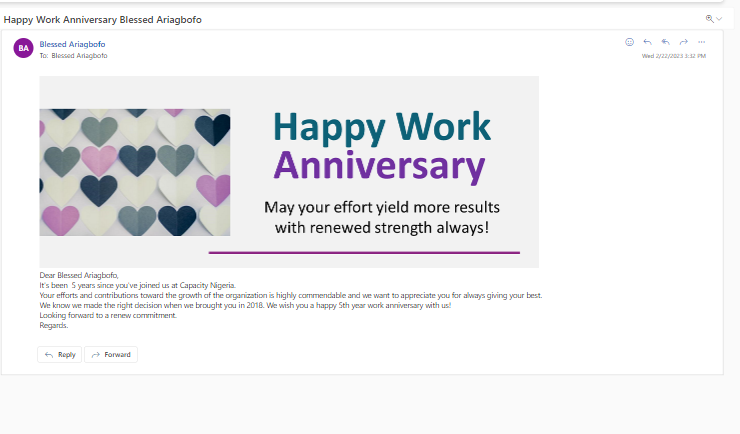 Happy Work Anniversary Blessed Ariagbofo
BA
Blessed Ariagbofo
To: Blessed Ariagbofo
Wed 2/22/2023 3:32 PM
Happy Work
Anniversary
May your effort yield more results
with renewed strength always!
Dear Blessed Ariagbofo,
It's been 5 years since you've joined us at Capacity Nigeria.
Your efforts and contributions toward the growth of the organization is highly commendable and we want to appreciate you for always giving your best.
We know we made the right decision when we brought you in 2018. We wish you a happy 5th year work anniversary with us!
Looking forward to a renew commitment.
Regards.
Reply
Forward